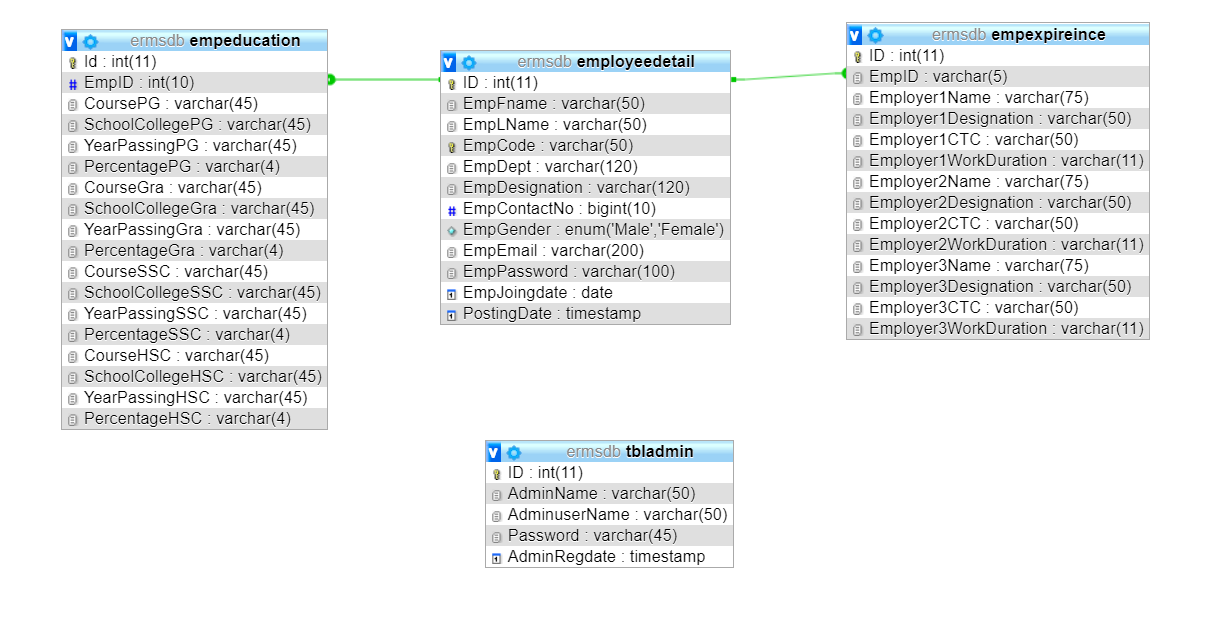 ermsdb empeducation
Id : int(11)
EmpID : int(10)
CoursePG : varchar(45)
SchoolCollegePG : varchar(45)
YearPassingPG : varchar(45)
PercentagePG : varchar(4)
CourseGra : varchar(45)
SchoolCollegeGra : varchar(45)
YearPassingGra : varchar(45)
PercentageGra : varchar(4)
CourseSSC : varchar(45)
SchoolCollegeSSC : varchar(45)
YearPassingSSC : varchar(45)
PercentageSSC : varchar(4)
CourseHSC : varchar(45)
SchoolCollegeHSC : varchar(45)
YearPassingHSC : varchar(45)
PercentageHSC : varchar(4)
ermsdb employeedetail
ID : int(11)
EmpFname : varchar(50)
EmpLName : varchar(50)
EmpCode : varchar(50)
EmpDept : varchar(120)
EmpDesignation : varchar(120)
EmpContactNo : bigint(10)
EmpGender : enum('Male','Female')
EmpEmail : varchar(200)
EmpPassword : varchar(100)
EmpJoingdate : date
PostingDate : timestamp
ermsdb empexpireince
ID : int(11)
EmpID : varchar(5)
Employer1Name : varchar(75)
Employer1Designation : varchar(50)
Employer1CTC : varchar(50)
Employer1WorkDuration : varchar(11)
Employer2Name : varchar(75)
Employer2Designation : varchar(50)
Employer2CTC : varchar(50)
Employer2WorkDuration : varchar(11)
Employer3Name : varchar(75)
Employer3Designation : varchar(50)
Employer3CTC : varchar(50)
Employer3WorkDuration : varchar(11)
ermsdb tbladmin
ID : int(11)
AdminName : varchar(50)
AdminuserName : varchar(50)
Password : varchar(45)
AdminRegdate : timestamp